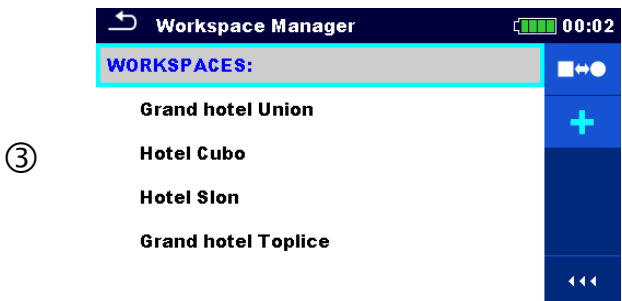 Workspace Manager 00:02
WORKSPACES:
Grand hotel Union
③
Hotel Cubo
Hotel Slon
Grand hotel Toplice